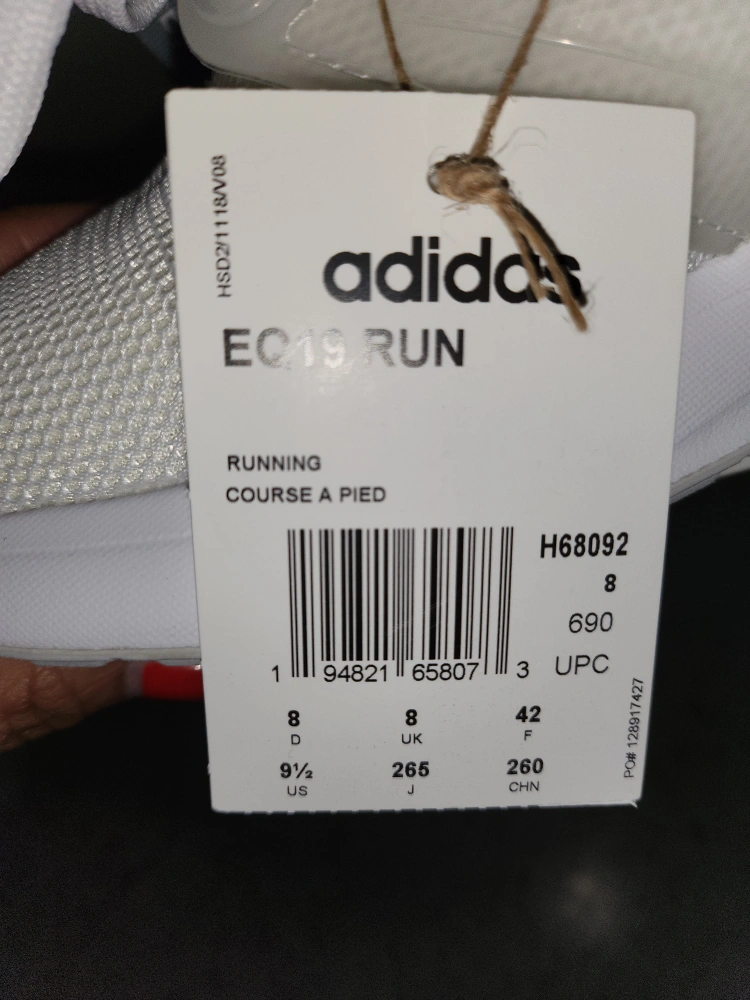 HSD2/1118/V08
adidas
EQ19 RUN
RUNNING
COURSE A PIED
H68092
8
690
1 94821 65807 3 UPC
8 8 42
D UK F
9½ 265 260
US J CHN
PO# 128917427